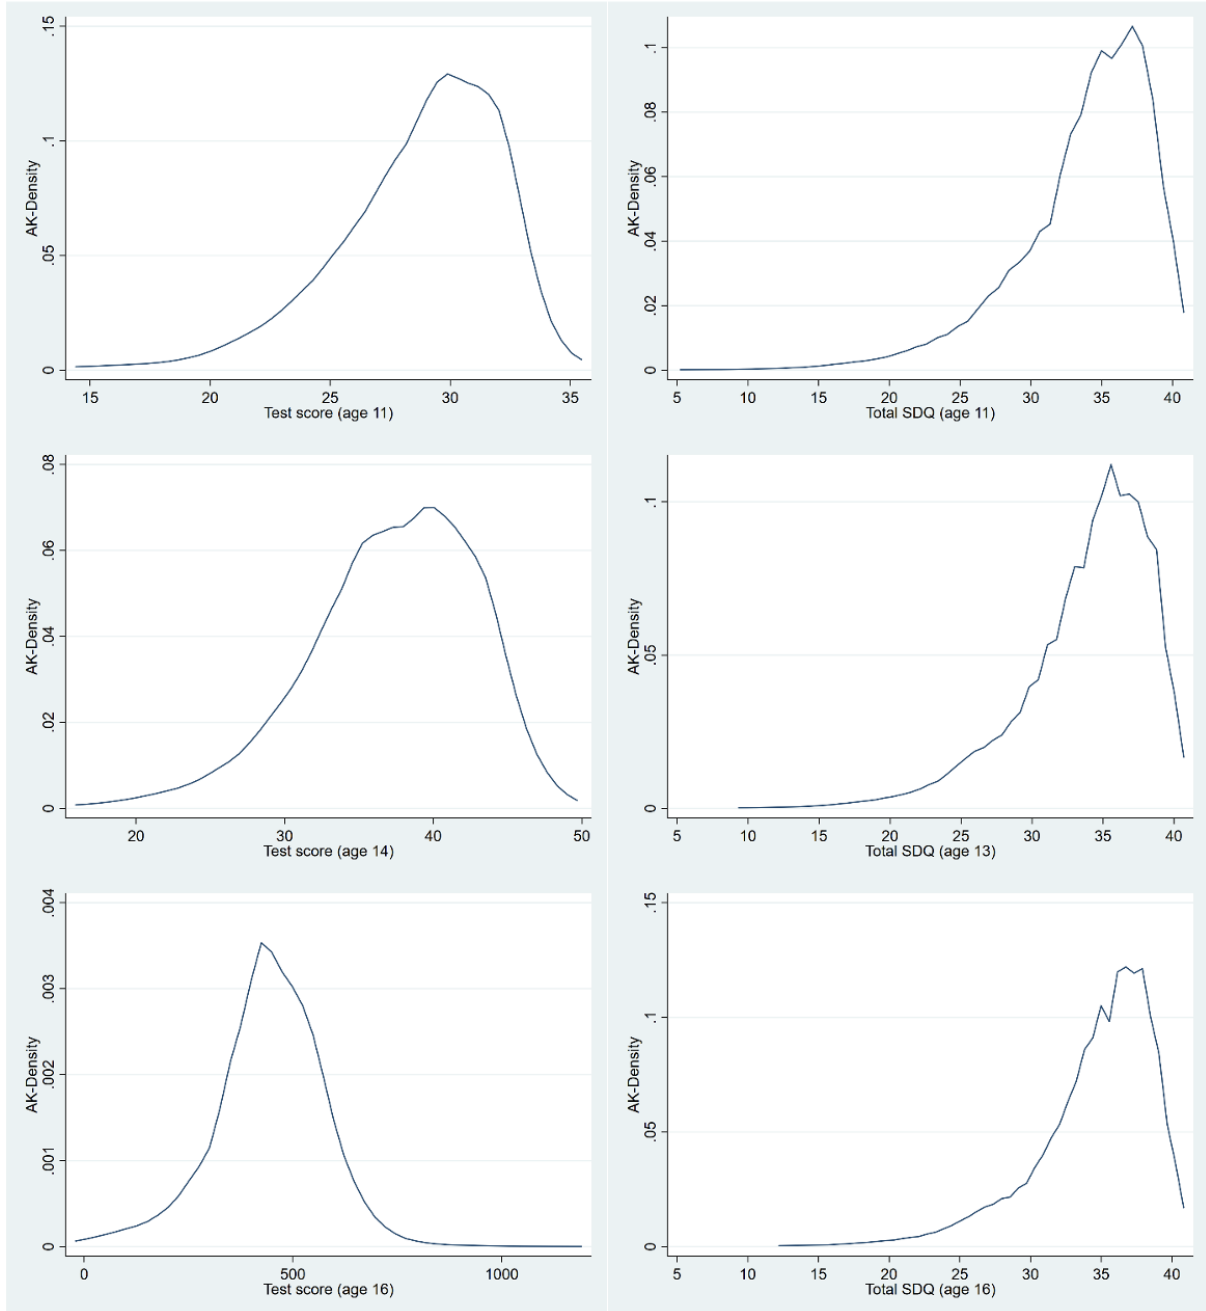 AK-Density
.15
.1
.05
0
15 20 25 30 35
Test score (age 11)
AK-Density
.1
.08
.06
.04
.02
0
5 10 15 20 25 30 35 40
Total SDQ (age 11)
AK-Density
.08
.06
.04
.02
0
20 30 40 50
Test score (age 14)
AK-Density
.1
.05
0
5 10 15 20 25 30 35 40
Total SDQ (age 13)
AK-Density
.004
.003
.002
.001
0
0 500 1000
Test score (age 16)
AK-Density
.15
.1
.05
0
5 10 15 20 25 30 35 40
Total SDQ (age 16)